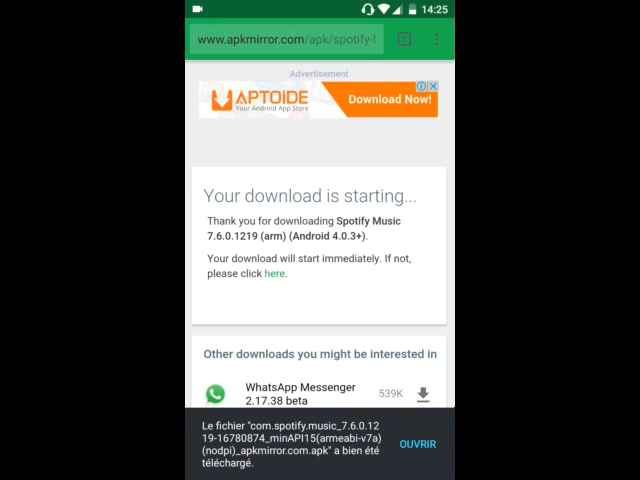 14:25
www.apkmirror.com/apk/spotify-l
1
Advertisement
APTOIDE
Your Android App Store
Download Now!
Your download is starting...
Thank you for downloading Spotify Music
7.6.0.1219 (arm) (Android 4.0.3+).
Your download will start immediately. If not,
please click here.
Other downloads you might be interested in
WhatsApp Messenger
2.17.38 beta
539K
Le fichier "com.spotify.music_7.6.0.12
19-16780874_minAPI15(armeabi-v7a)
(nodpi)_apkmirror.com.apk" a bien été
téléchargé.
OUVRIR